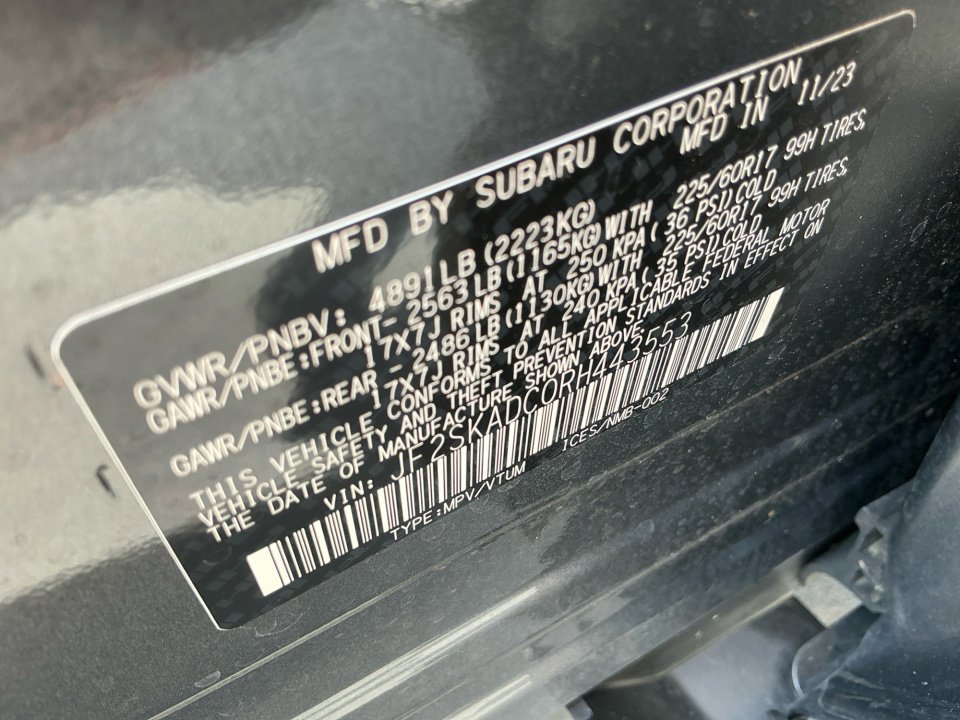 MFD BY SUBARU CORPORATION
MFD IN 11/23
GVWR/PNBV: 4891LB(2223KG)
GAWR/PNBE:FRONT- 2563LB(1165KG)WITH 225/60R17 99H TIRES,
17X7J RIMS AT 250 KPA( 36 PSI)COLD
GAWR/PNBE:REAR - 2486LB(1130KG)WITH 225/60R17 99H TIRES,
17X7J RIMS AT 240 KPA( 35 PSI)COLD
THIS VEHICLE CONFORMS TO ALL APPLICABLE FEDERAL MOTOR
VEHICLE SAFETY AND THEFT PREVENTION STANDARDS IN EFFECT ON
THE DATE OF MANUFACTURE SHOWN ABOVE.
VIN: JF2SKADC0RH443553
TYPE:MPV/VTUM ICES/NMB-002